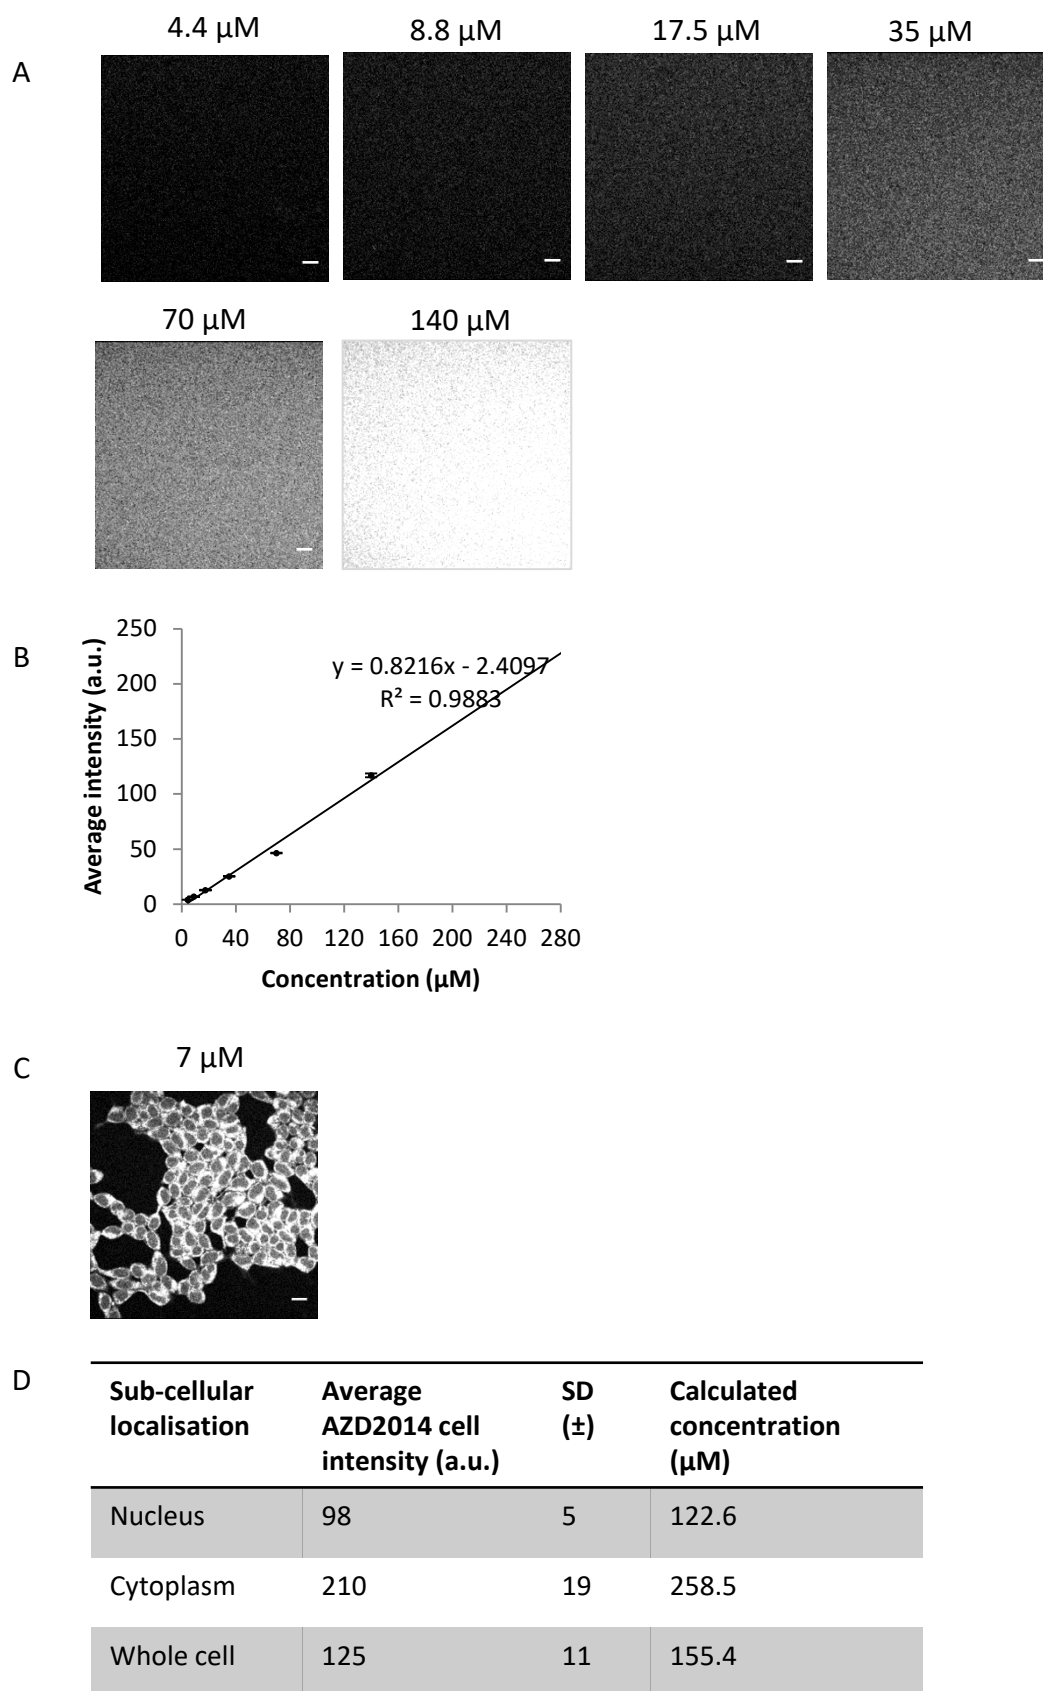 4.4 µM 8.8 µM 17.5 µM 35 µM
A
70 µM 140 µM
B
250
200
150
100
50
0
Average intensity (a.u.)
y = 0.8216x - 2.4097
R² = 0.9883
0 40 80 120 160 200 240 280
Concentration (µM)
C
7 µM
D
Sub-cellular Average SD Calculated
localisation AZD2014 cell (±) concentration
intensity (a.u.) (µM)
Nucleus 98 5 122.6
Cytoplasm 210 19 258.5
Whole cell 125 11 155.4